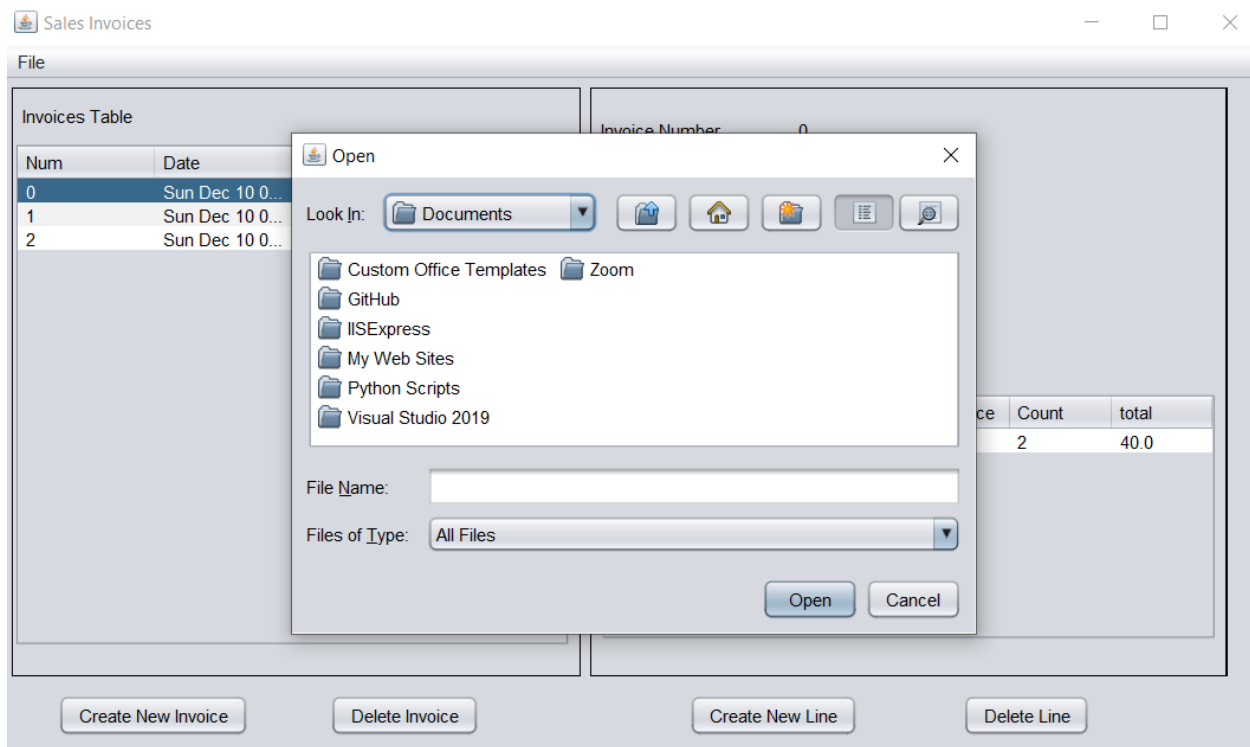 Sales Invoices
File
Invoices Table
Num Date
0 Sun Dec 10 0...
1 Sun Dec 10 0...
2 Sun Dec 10 0...
Invoice Number 0
Open
Look In: Documents
Custom Office Templates Zoom
GitHub
IISExpress
My Web Sites
Python Scripts
Visual Studio 2019
File Name:
Files of Type: All Files
Open Cancel
ce Count total
2 40.0
Create New Invoice Delete Invoice Create New Line Delete Line